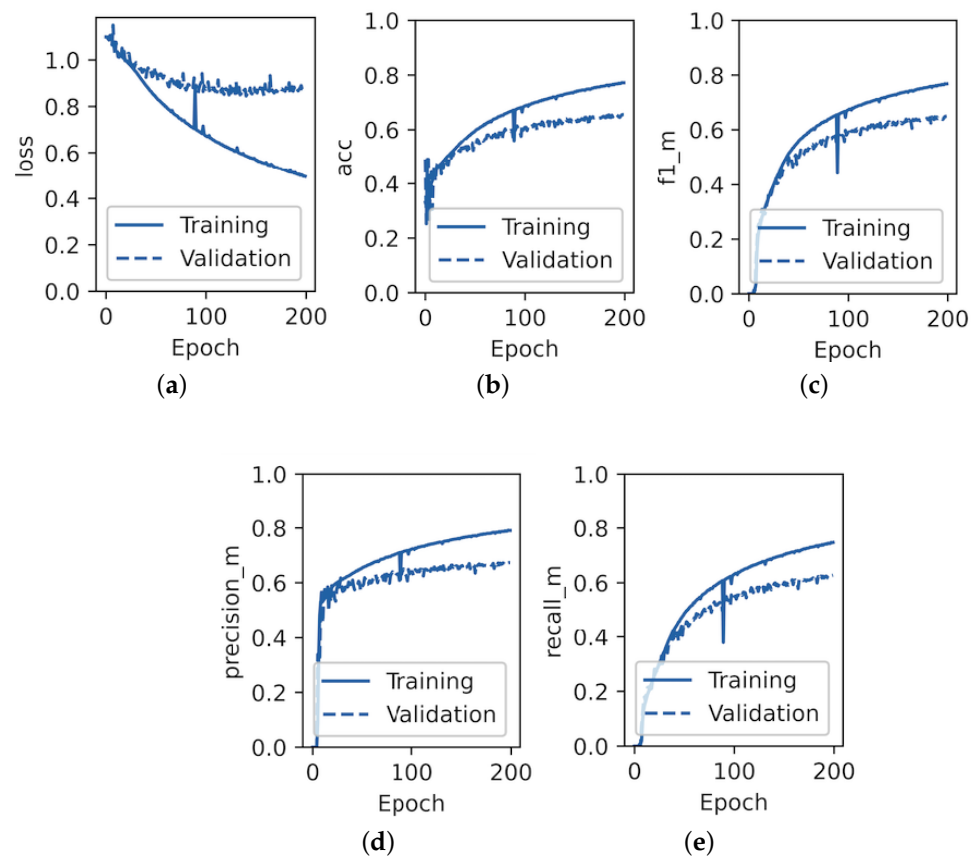 1.0
0.8
0.6
0.4
0.2
0.0
loss
Training
Validation
0 100 200
Epoch
(a)
1.0
0.8
0.6
0.4
0.2
0.0
acc
Training
Validation
0 100 200
Epoch
(b)
1.0
0.8
0.6
0.4
0.2
0.0
f1_m
Training
Validation
0 100 200
Epoch
(c)
1.0
0.8
0.6
0.4
0.2
0.0
precision_m
Training
Validation
0 100 200
Epoch
(d)
1.0
0.8
0.6
0.4
0.2
0.0
recall_m
Training
Validation
0 100 200
Epoch
(e)